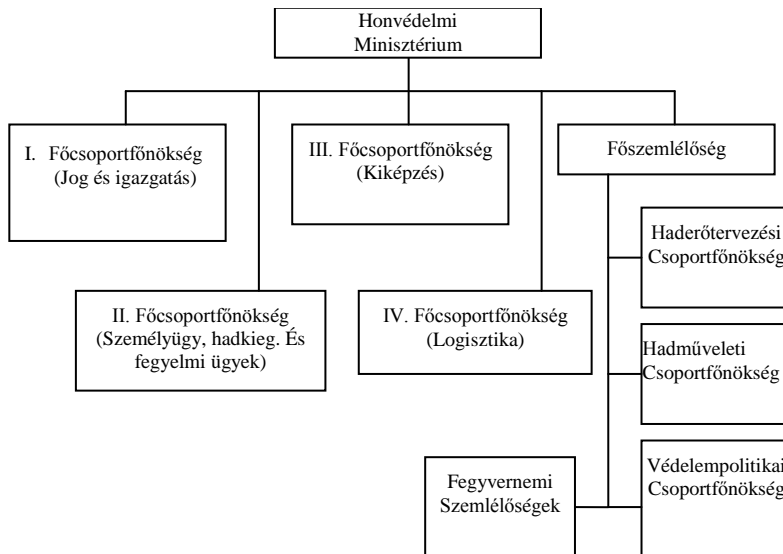 Honvédelmi
Minisztérium
I. Főcsoportfőnökség
(Jog és igazgatás)
III. Főcsoportfőnökség
(Kiképzés)
Főszemlélőség
II. Főcsoportfőnökség
(Személyügy, hadkieg. És
fegyelmi ügyek)
IV. Főcsoportfőnökség
(Logisztika)
Haderőtervezési
Csoportfőnökség
Hadműveleti
Csoportfőnökség
Fegyvernemi
Szemlélőségek
Védelempolitikai
Csoportfőnökség